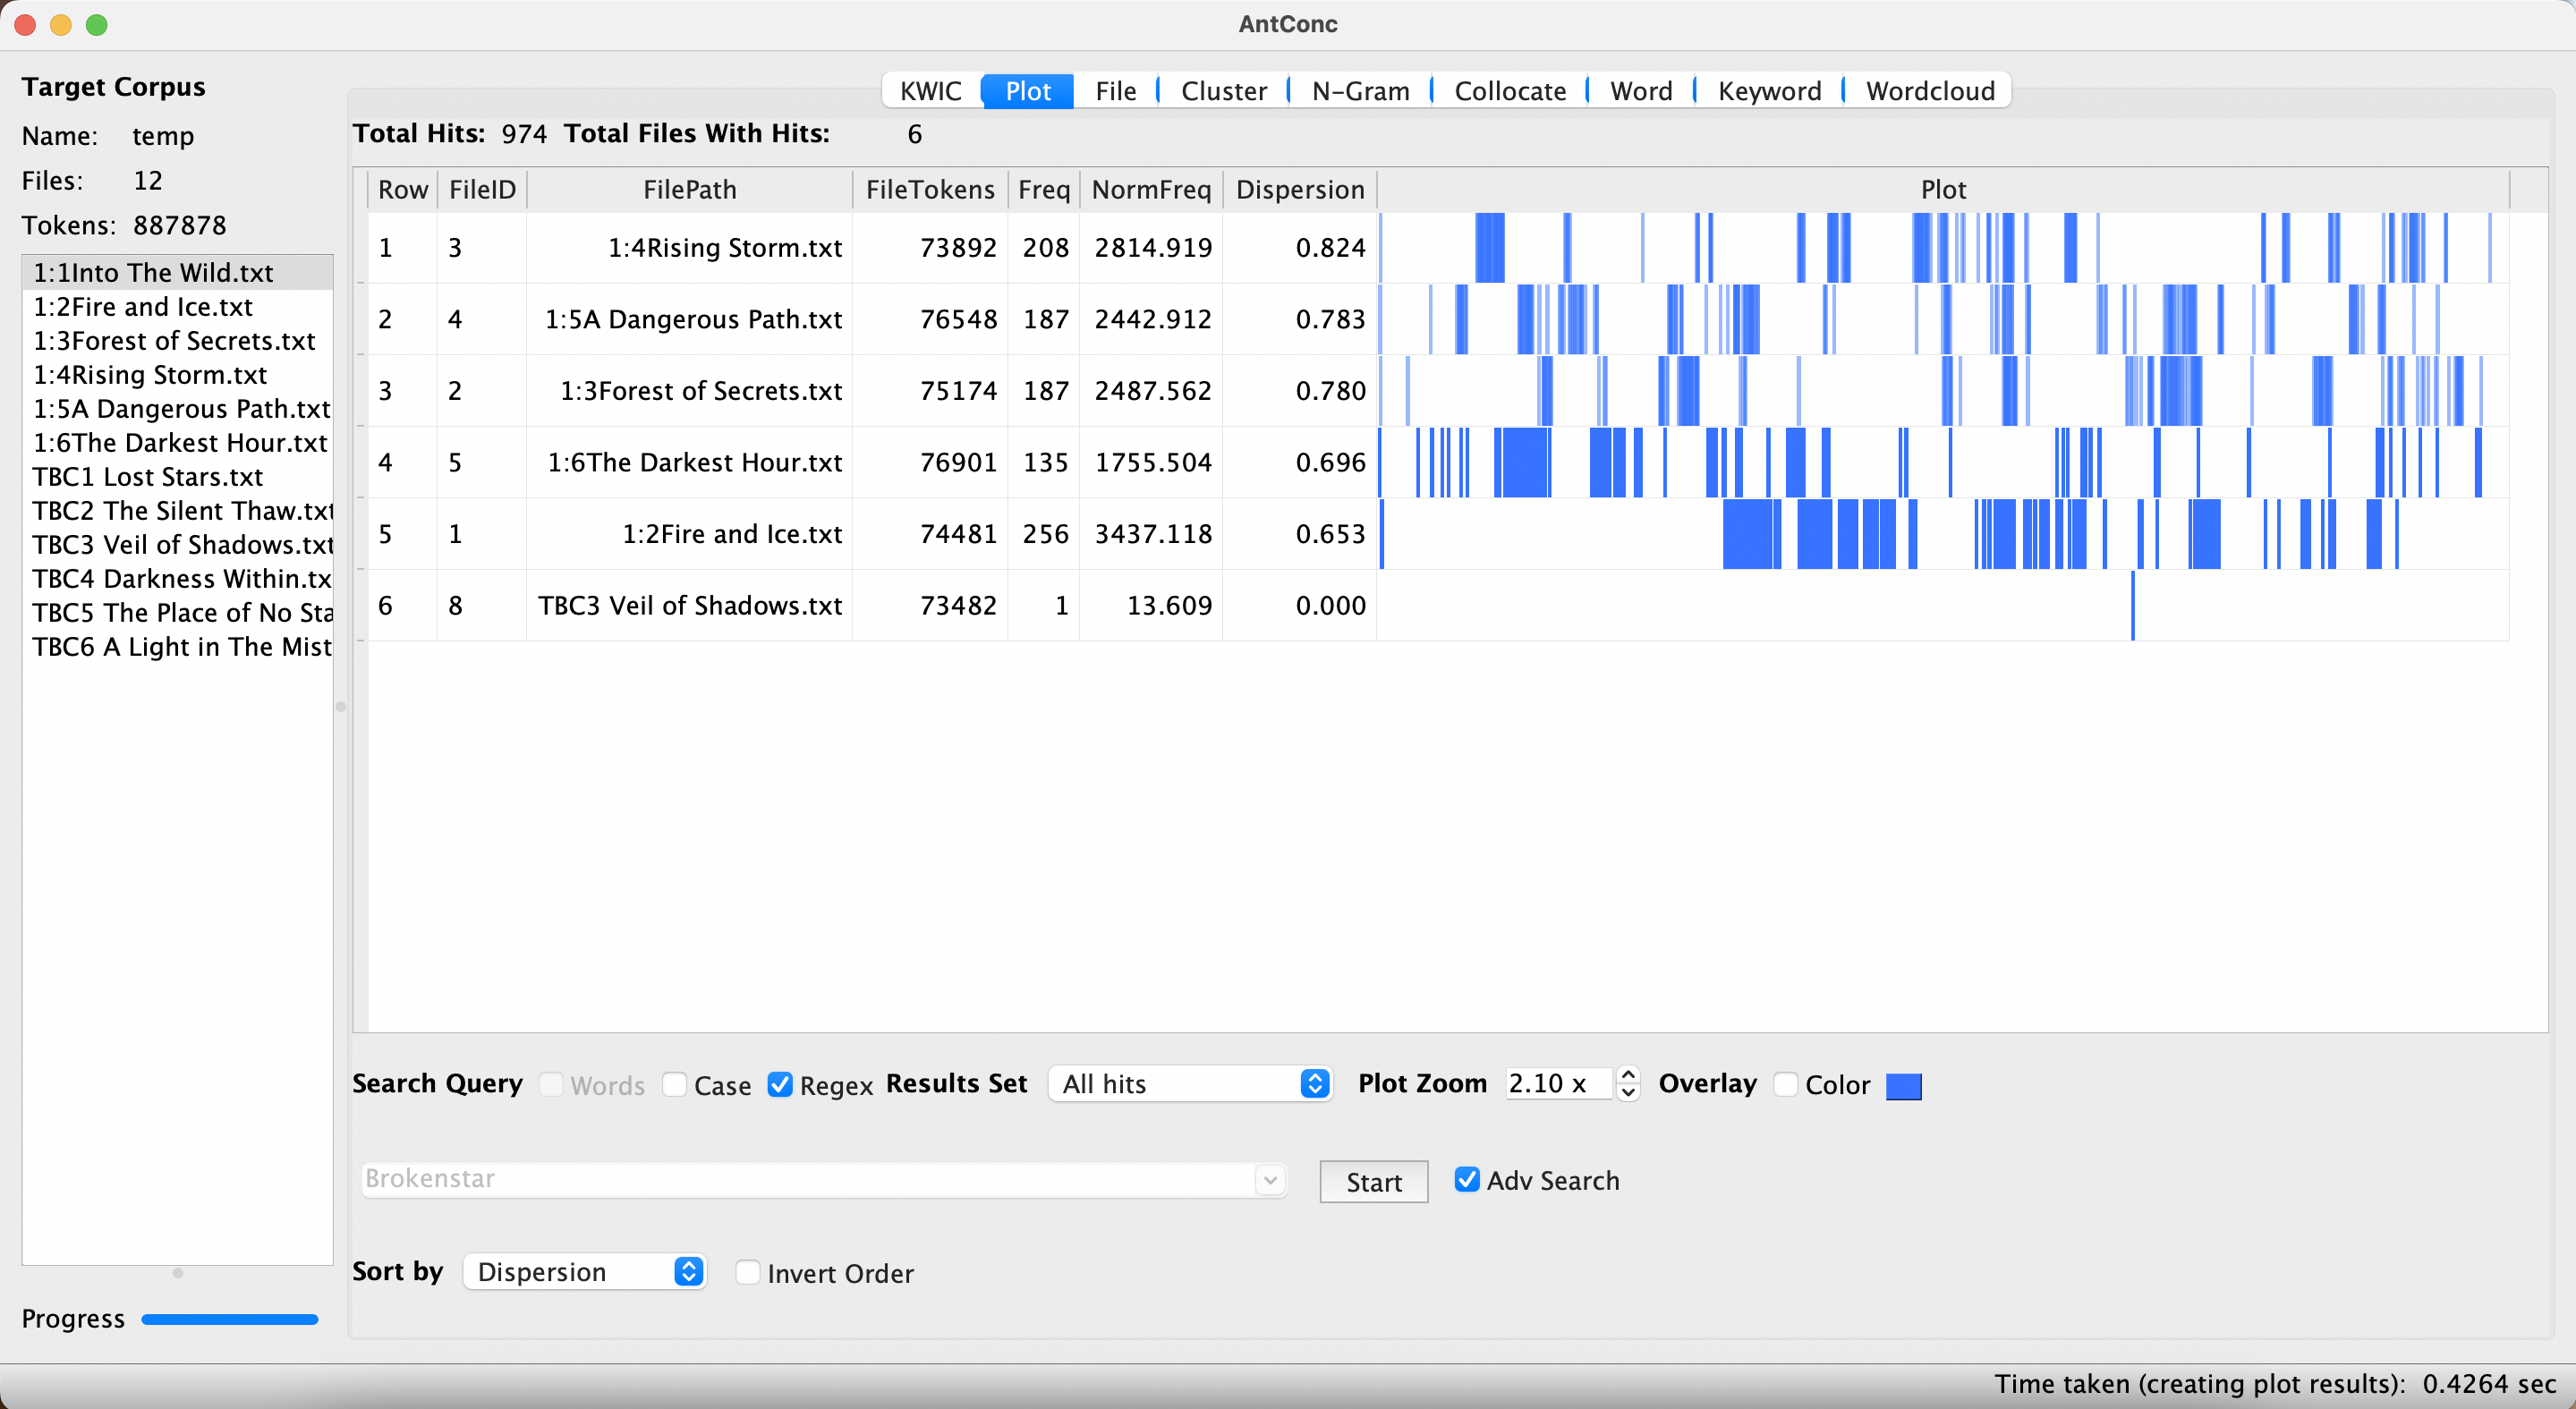 AntConc
Target Corpus
Name: temp
Files: 12
Tokens: 887878
1:1Into The Wild.txt
1:2Fire and Ice.txt
1:3Forest of Secrets.txt
1:4Rising Storm.txt
1:5A Dangerous Path.txt
1:6The Darkest Hour.txt
TBC1 Lost Stars.txt
TBC2 The Silent Thaw.txt
TBC3 Veil of Shadows.txt
TBC4 Darkness Within.tx
TBC5 The Place of No Sta
TBC6 A Light in The Mist
Progress
KWIC Plot File Cluster N-Gram Collocate Word Keyword Wordcloud
Total Hits: 974 Total Files With Hits: 6
Row FileID FilePath FileTokens Freq NormFreq Dispersion Plot
1 3 1:4Rising Storm.txt 73892 208 2814.919 0.824
2 4 1:5A Dangerous Path.txt 76548 187 2442.912 0.783
3 2 1:3Forest of Secrets.txt 75174 187 2487.562 0.780
4 5 1:6The Darkest Hour.txt 76901 135 1755.504 0.696
5 1 1:2Fire and Ice.txt 74481 256 3437.118 0.653
6 8 TBC3 Veil of Shadows.txt 73482 1 13.609 0.000
Search Query Words Case Regex Results Set All hits Plot Zoom 2.10 x Overlay Color
Brokenstar Start Adv Search
Sort by Dispersion Invert Order
Time taken (creating plot results): 0.4264 sec